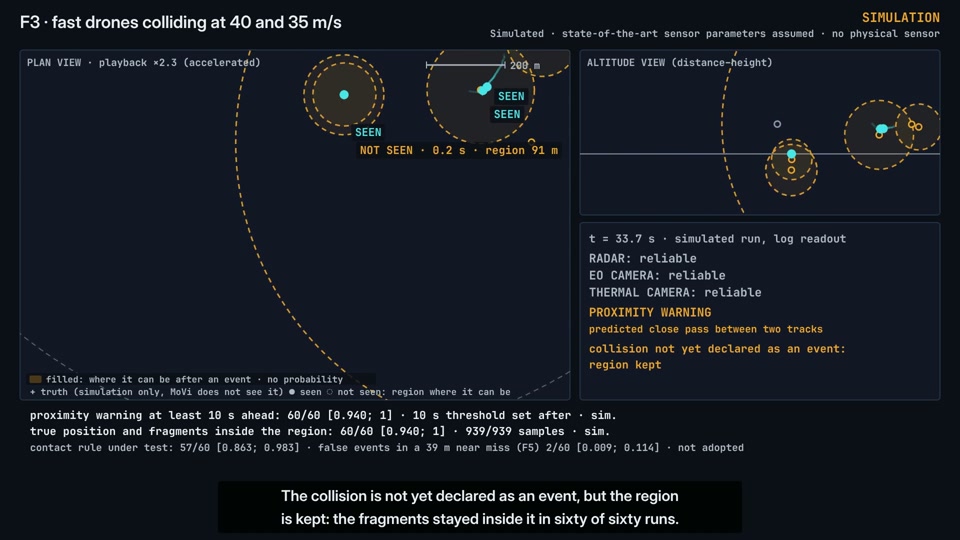 F3 · fast drones colliding at 40 and 35 m/s
SIMULATION
Simulated · state-of-the-art sensor parameters assumed · no physical sensor
PLAN VIEW · playback ×2.3 (accelerated)
200 m
SEEN
SEEN
SEEN
NOT SEEN · 0.2 s · region 91 m
filled: where it can be after an event · no probability
+ truth (simulation only, MoVi does not see it) ● seen ○ not seen: region where it can be
ALTITUDE VIEW (distance-height)
t = 33.7 s · simulated run, log readout
RADAR: reliable
EO CAMERA: reliable
THERMAL CAMERA: reliable
PROXIMITY WARNING
predicted close pass between two tracks
collision not yet declared as an event:
region kept
proximity warning at least 10 s ahead: 60/60 [0.940; 1] · 10 s threshold set after · sim.
true position and fragments inside the region: 60/60 [0.940; 1] · 939/939 samples · sim.
contact rule under test: 57/60 [0.863; 0.983] · false events in a 39 m near miss (F5) 2/60 [0.009; 0.114] · not adopted
The collision is not yet declared as an event, but the region
is kept: the fragments stayed inside it in sixty of sixty runs.